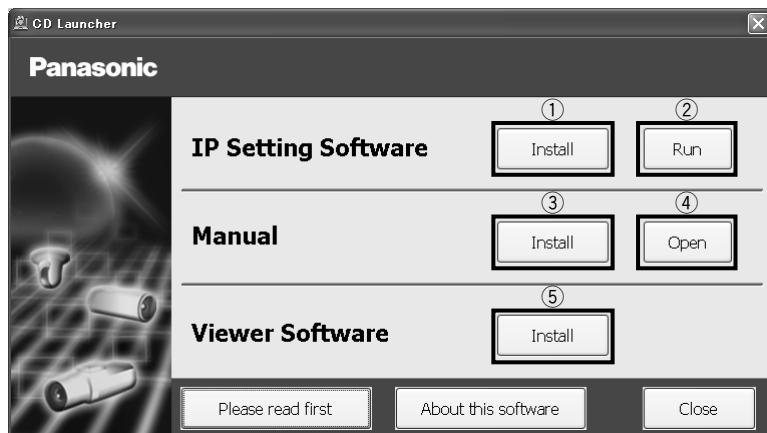 CD Launcher
Panasonic
① ②
IP Setting Software Install Run
③ ④
Manual Install Open
⑤
Viewer Software Install
Please read first About this software Close